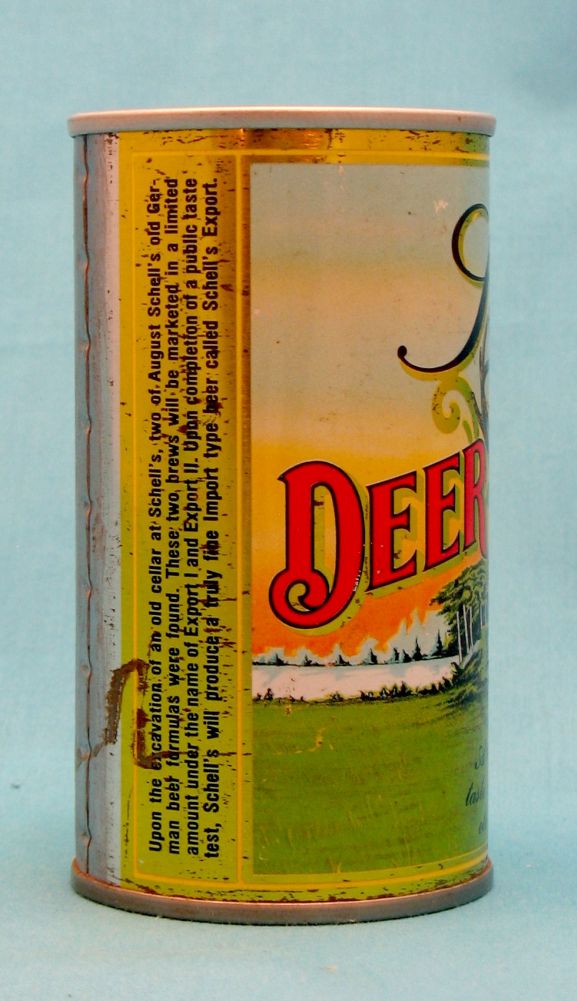 Upon the excavation of an old cellar at Schell's, two of August Schell's old Ger-
man beer formulas were found. These two brews will be marketed in a limited
amount under the name of Export I and Export II. Upon completion of a public taste
test, Schell's will produce a truly fine Import type beer called Schell's Export.
DEER